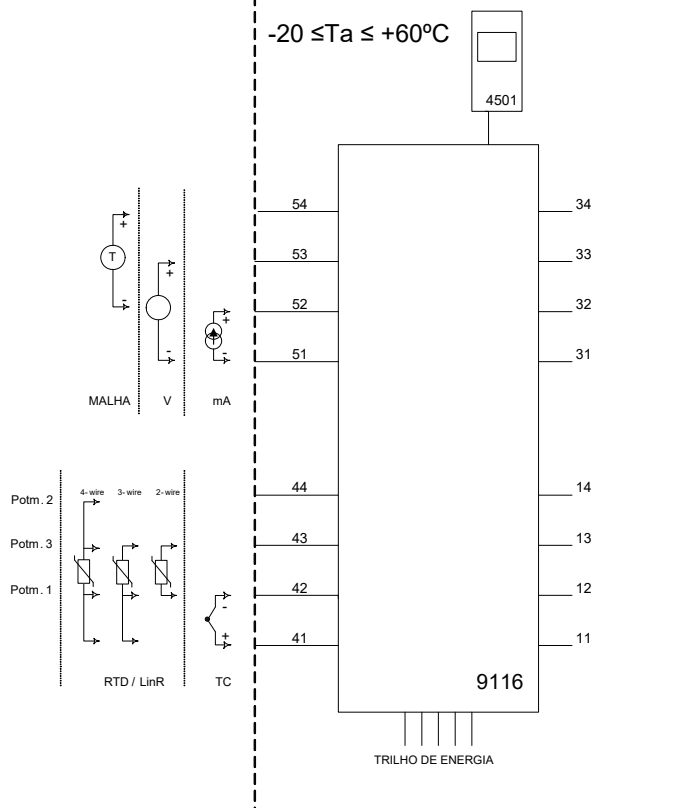 -20 ≤Ta ≤ +60ºC
4501
54
34
+
T
53
33
+
-
52
32
+
51
31
-
-
MALHA
V
mA
44
14
4-wire
3-wire
2-wire
Potm. 2
43
13
Potm. 3
42
12
Potm. 1
-
41
11
+
RTD / LinR
TC
9116
TRILHO DE ENERGIA